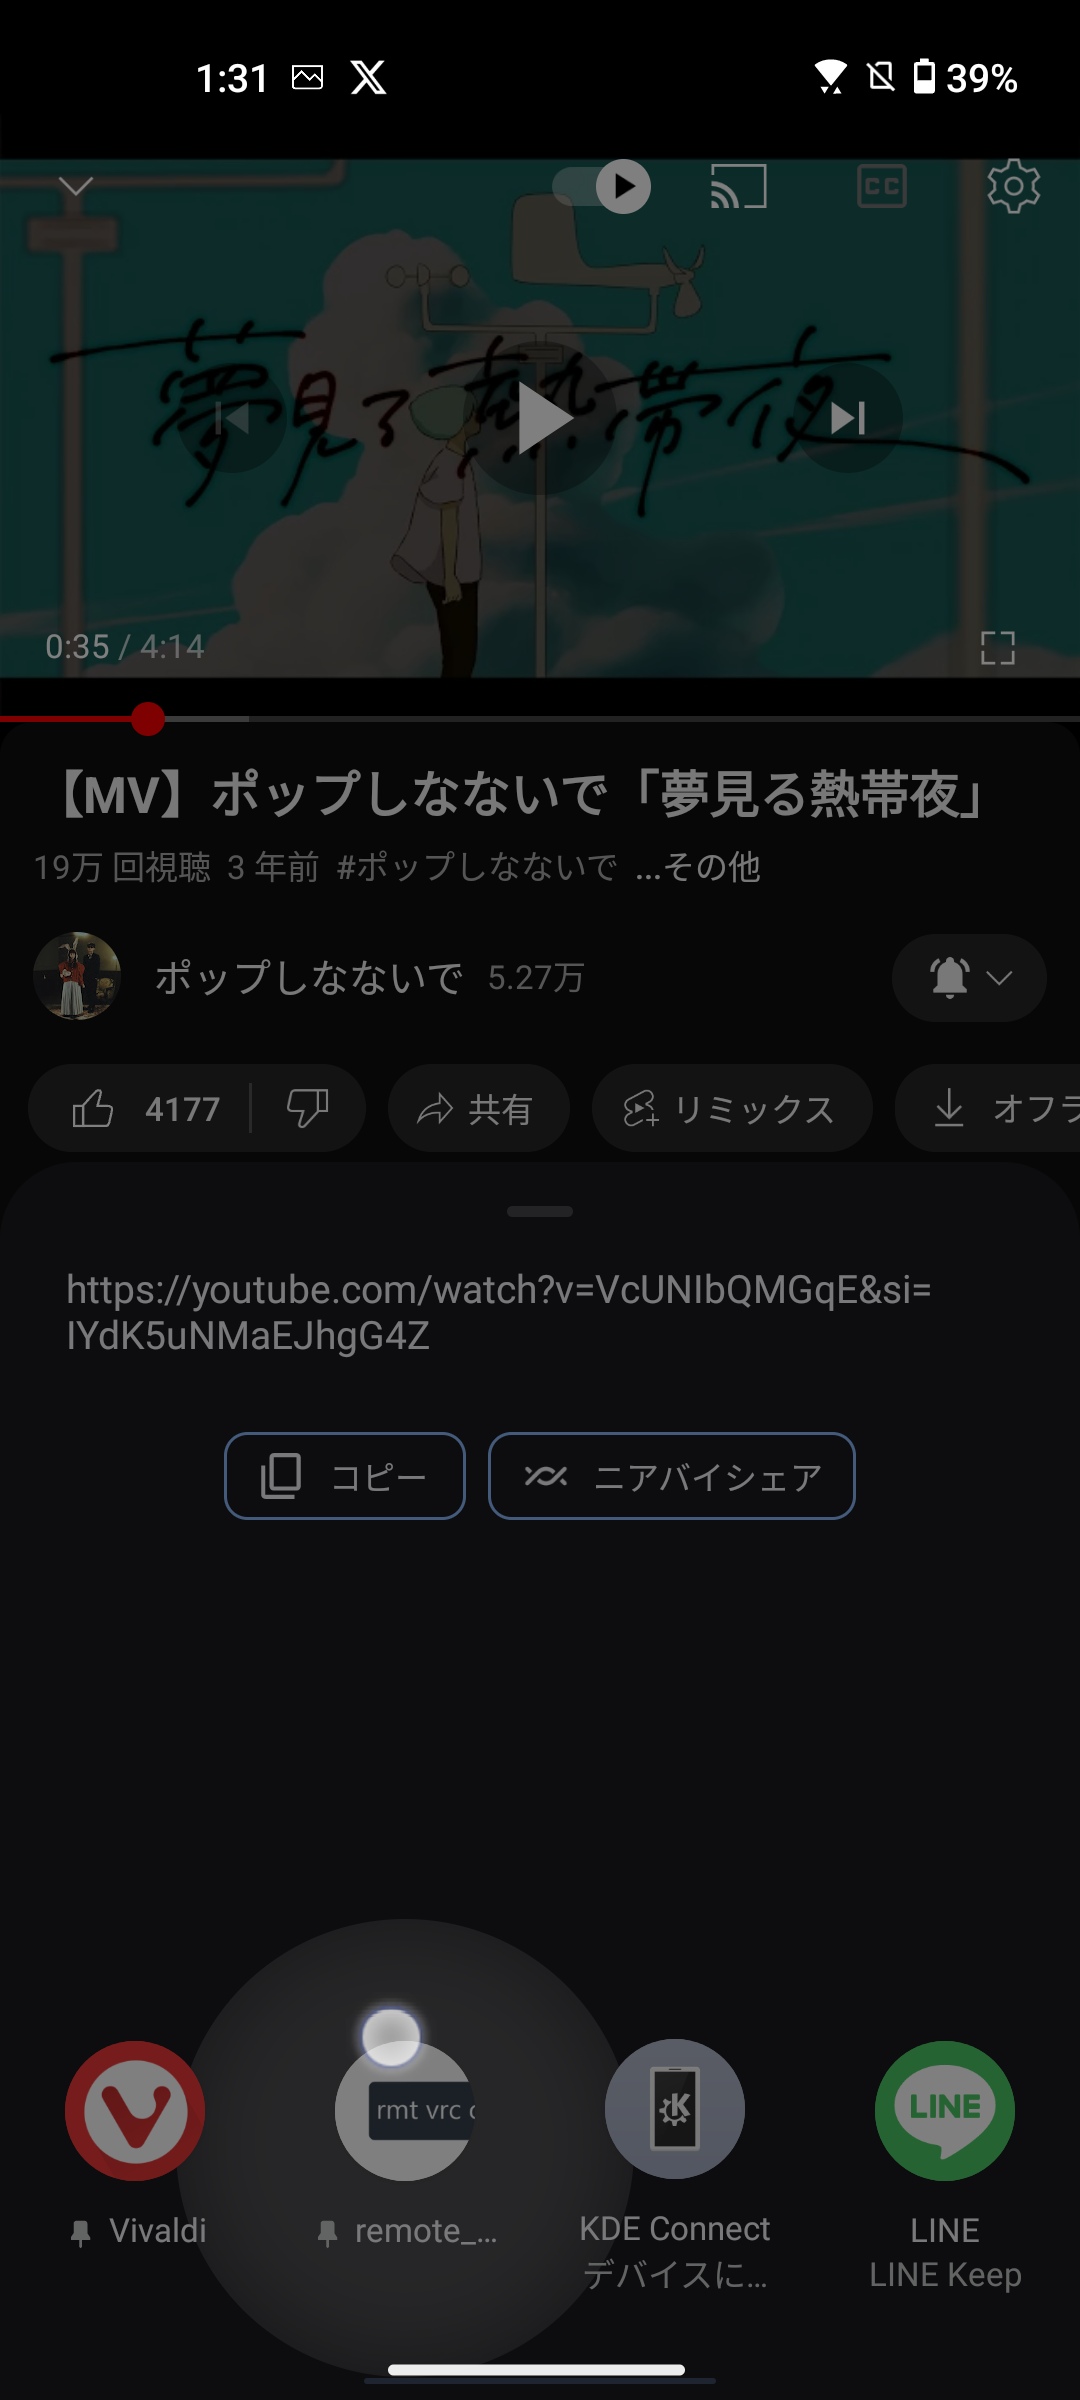 1:31
39%
CC
夢見る熱帯夜
0:35 / 4:14
【MV】ポップしなないで「夢見る熱帯夜」
19万 回視聴 3 年前 #ポップしなないで ...その他
ポップしなないで 5.27万
4177 共有 リミックス オフラ
https://youtube.com/watch?v=VcUNIbQMGqE&si=
IYdK5uNMaEJhgG4Z
コピー ニアバイシェア
rmt vrc c
LINE
Vivaldi remote_... KDE Connect LINE
デバイスに... LINE Keep